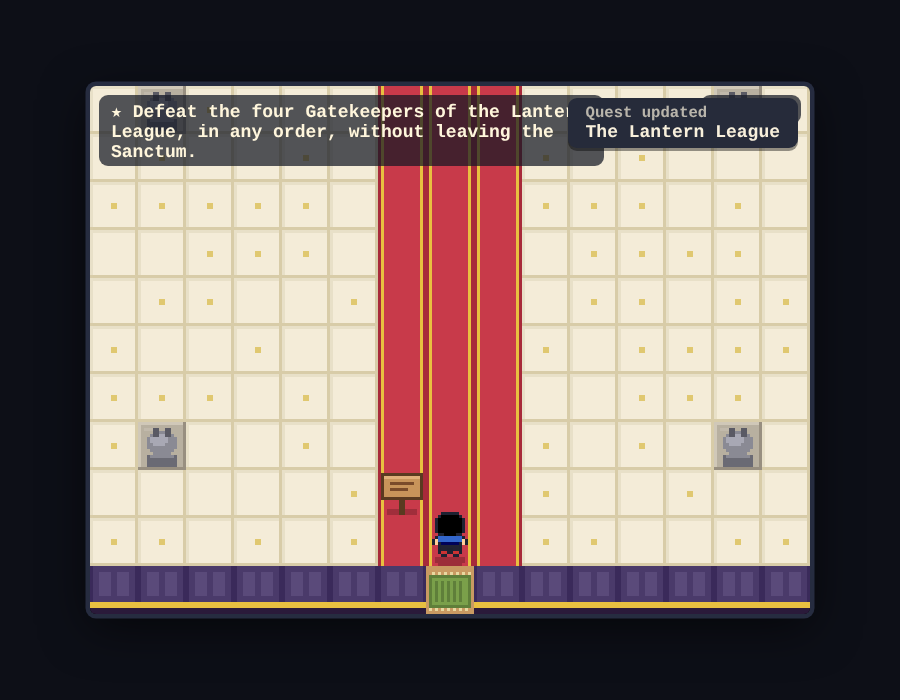 ★ Defeat the four Gatekeepers of the Lanter
League, in any order, without leaving the
Sanctum.
Quest updated
The Lantern League